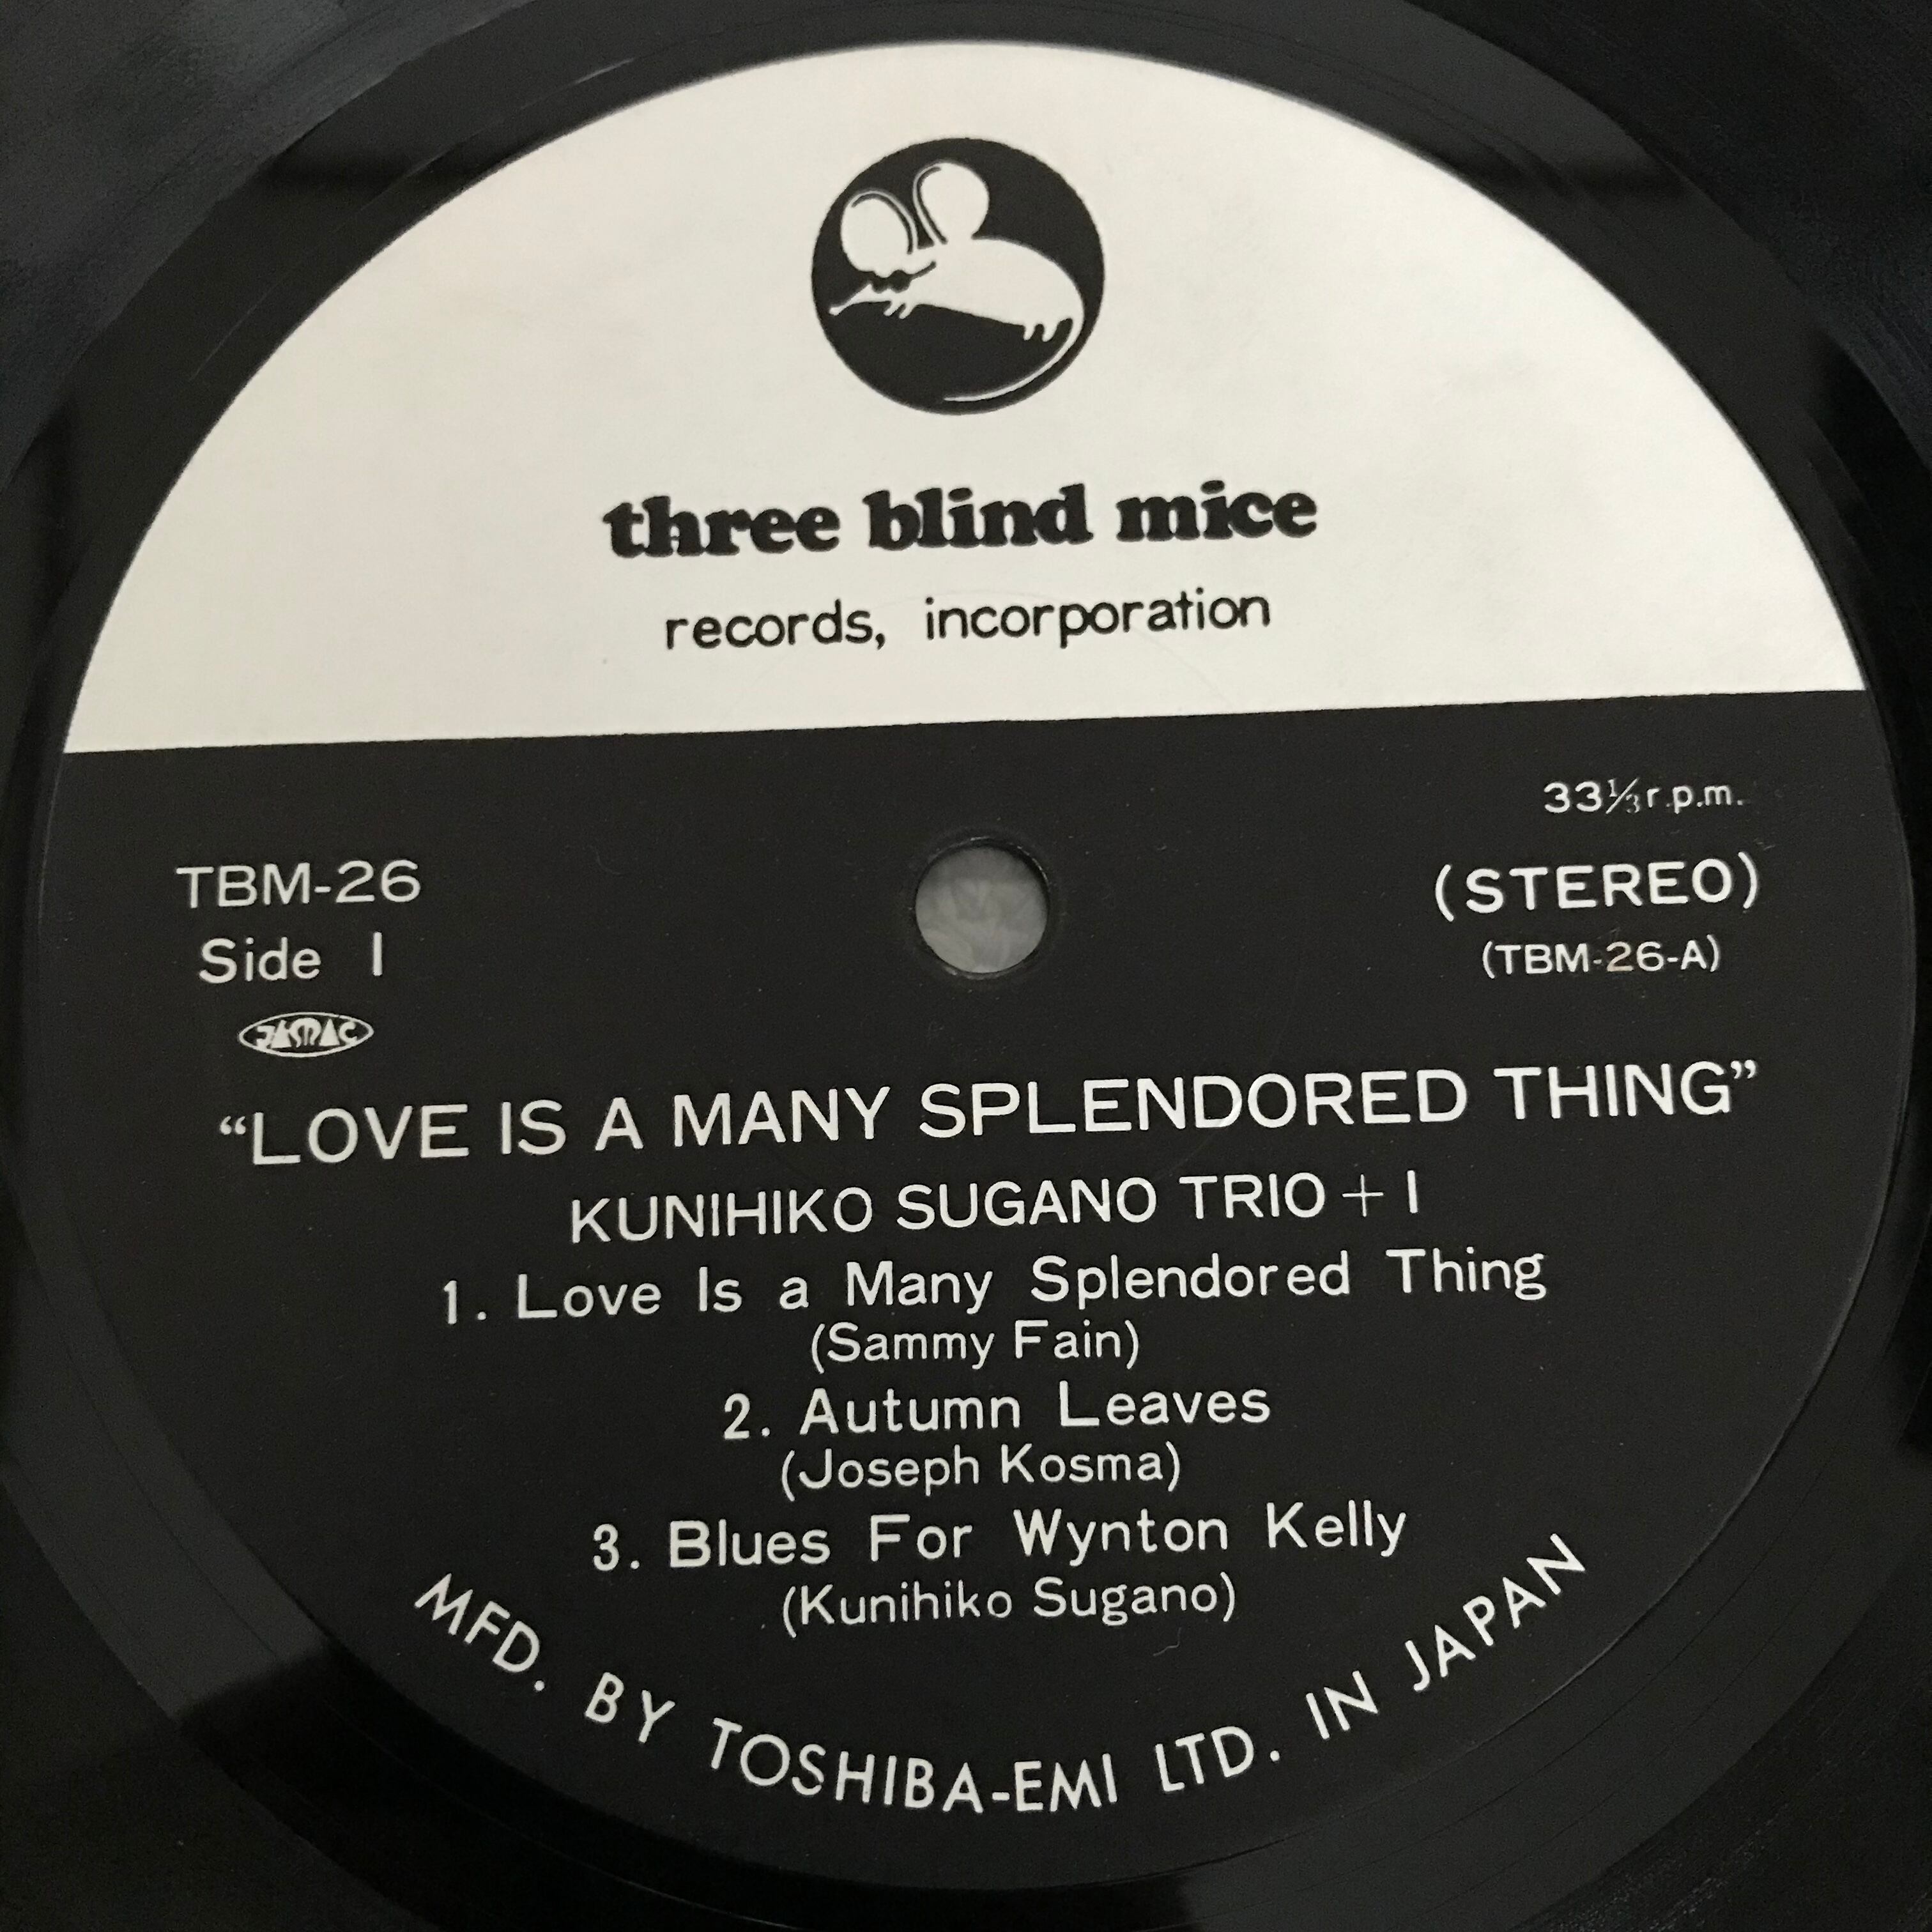 three blind mice
records, incorporation
33⅓ r.p.m.
TBM-26
(STEREO)
Side 1
(TBM-26-A)
JASRAC
“LOVE IS A MANY SPLENDORED THING”
KUNIHIKO SUGANO TRIO + 1
1. Love Is a Many Splendored Thing
(Sammy Fain)
2. Autumn Leaves
(Joseph Kosma)
3. Blues For Wynton Kelly
(Kunihiko Sugano)
MFD. BY TOSHIBA-EMI LTD. IN JAPAN